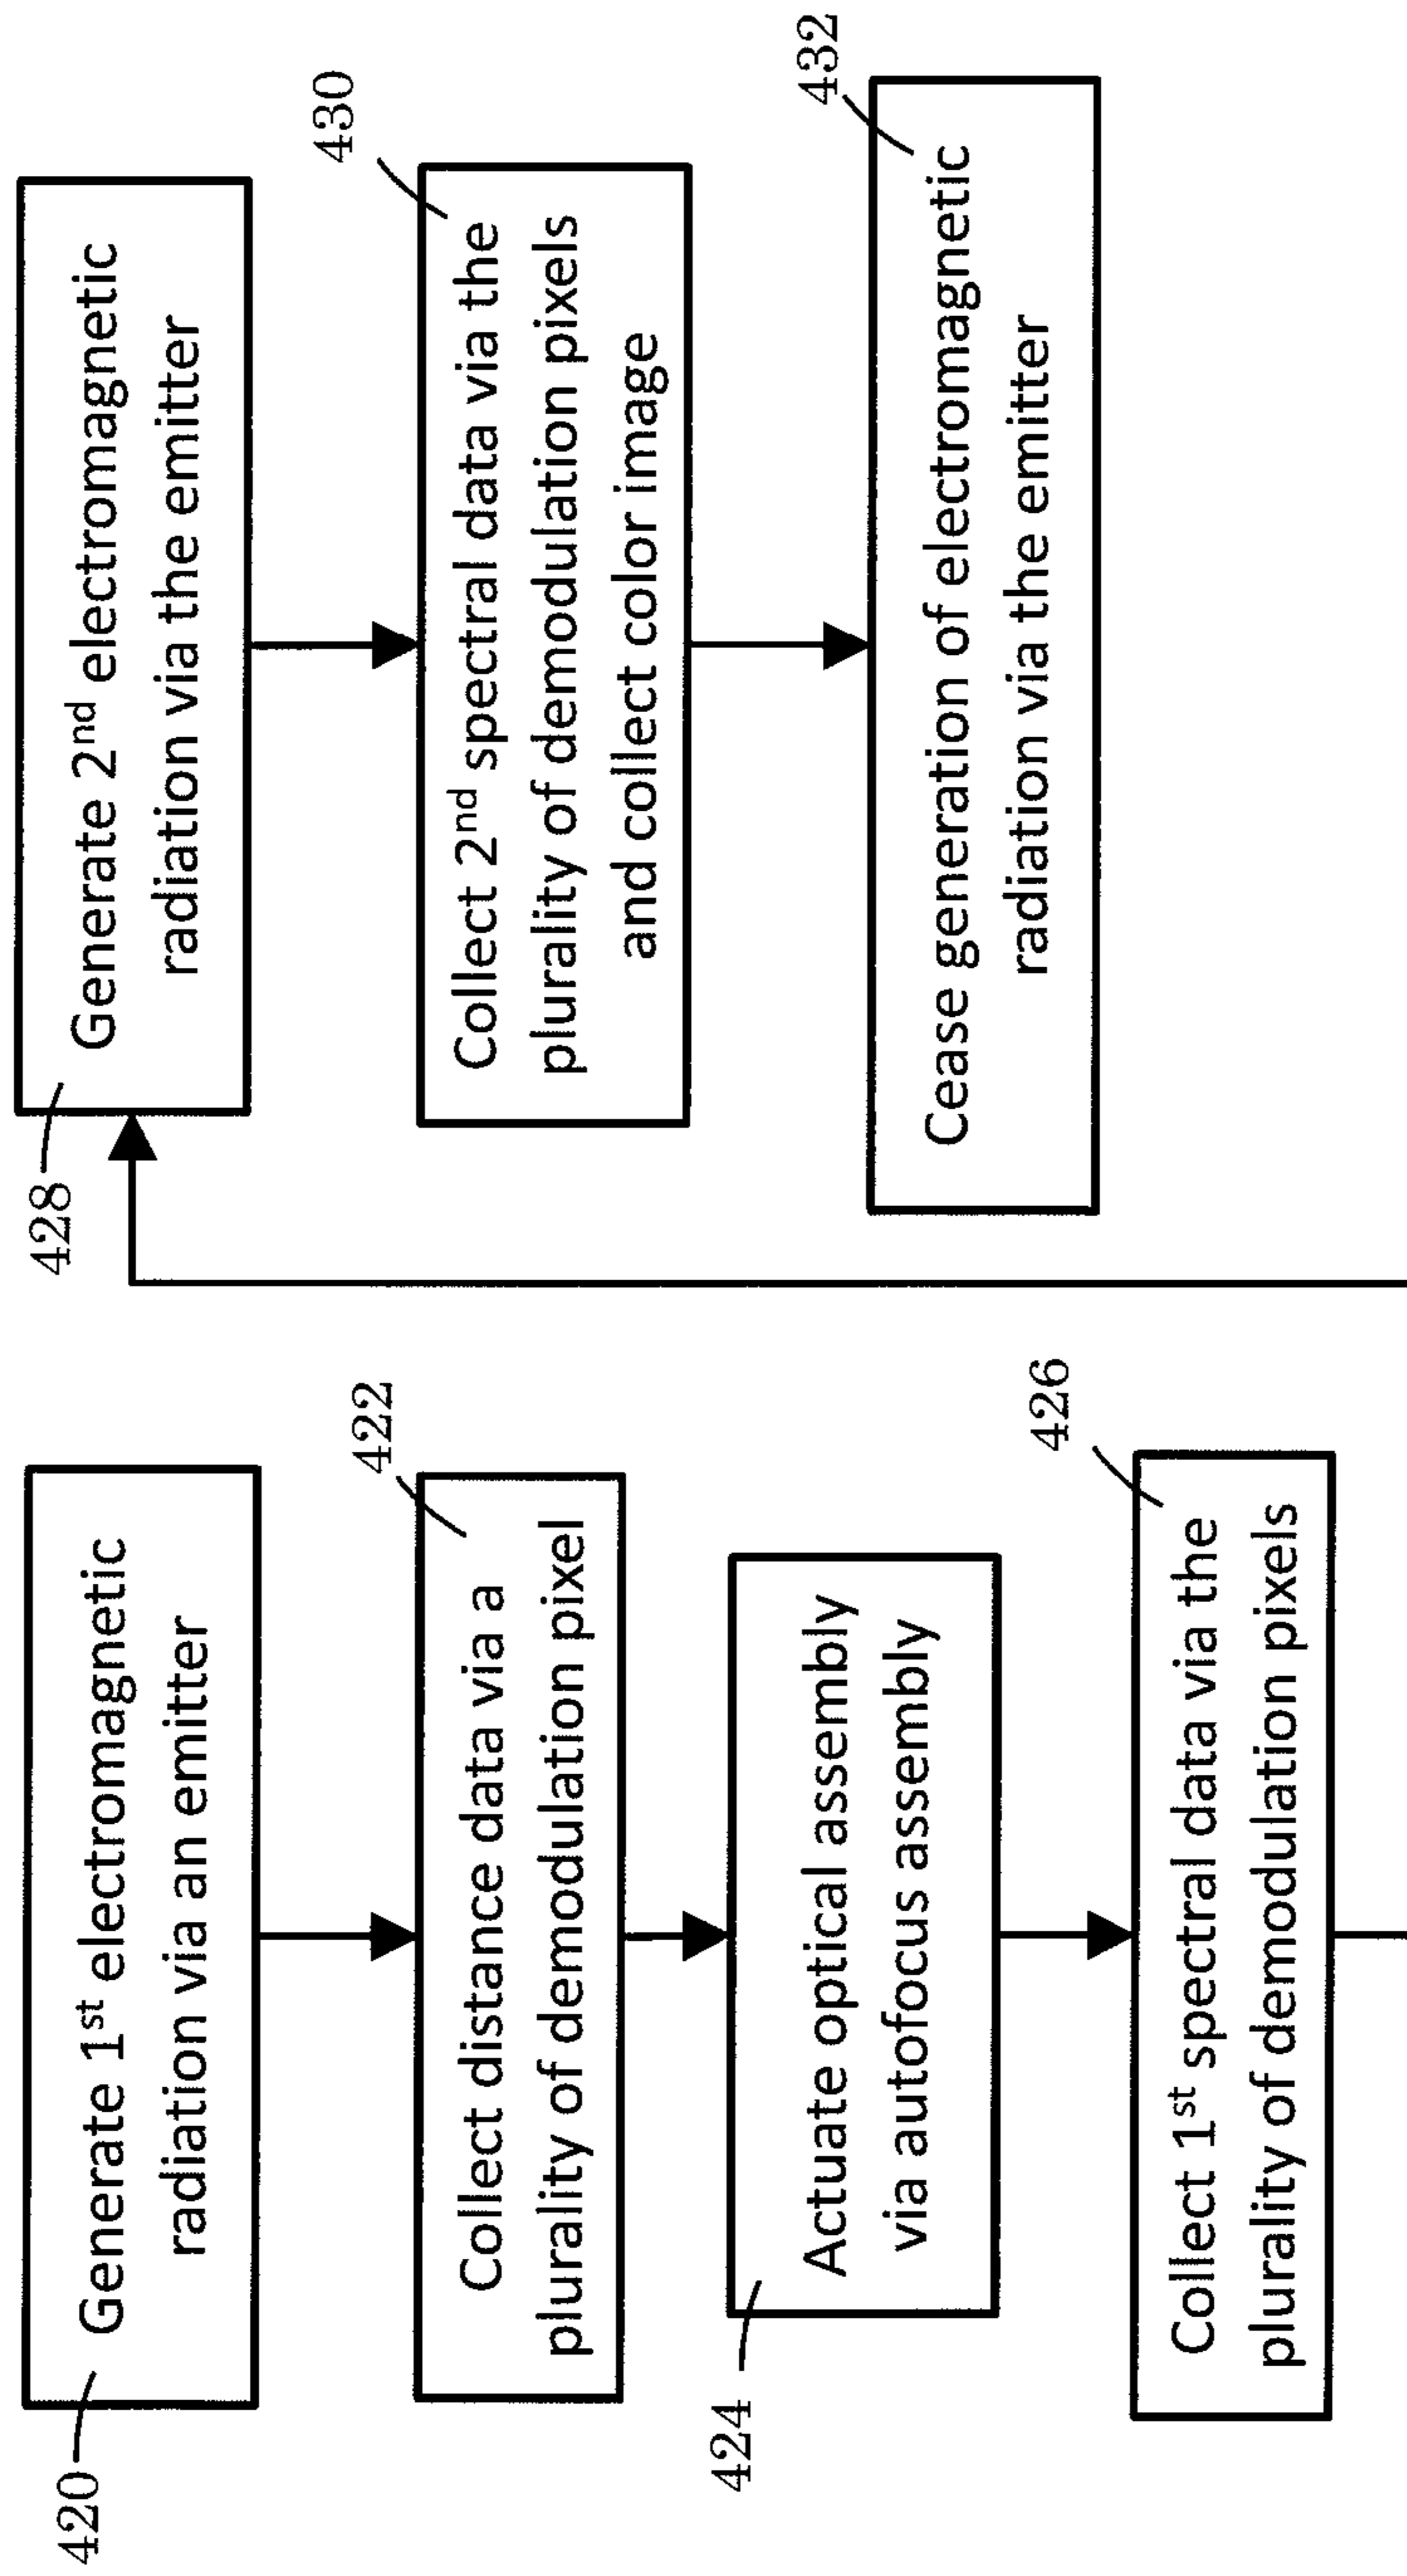 420
Generate 1st electromagnetic
radiation via an emitter
422
Collect distance data via a
plurality of demodulation pixel
424
Actuate optical assembly
via autofocus assembly
426
Collect 1st spectral data via the
plurality of demodulation pixels
428
Generate 2nd electromagnetic
radiation via the emitter
430
Collect 2nd spectral data via the
plurality of demodulation pixels
and collect color image
432
Cease generation of electromagnetic
radiation via the emitter